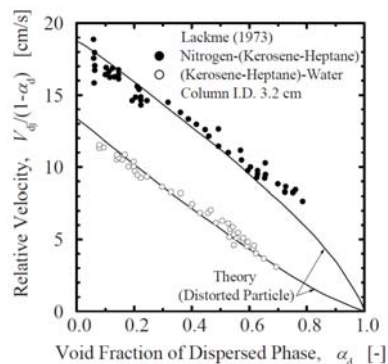 Lackme (1973)
● Nitrogen-(Kerosene-Heptane)
○ (Kerosene-Heptane)-Water
Column I.D. 3.2 cm
Relative Velocity, V_dj/(1-α_d) [cm/s]
20
15
10
5
0
Theory
(Distorted Particle)
0.0 0.2 0.4 0.6 0.8 1.0
Void Fraction of Dispersed Phase, α_d [-]